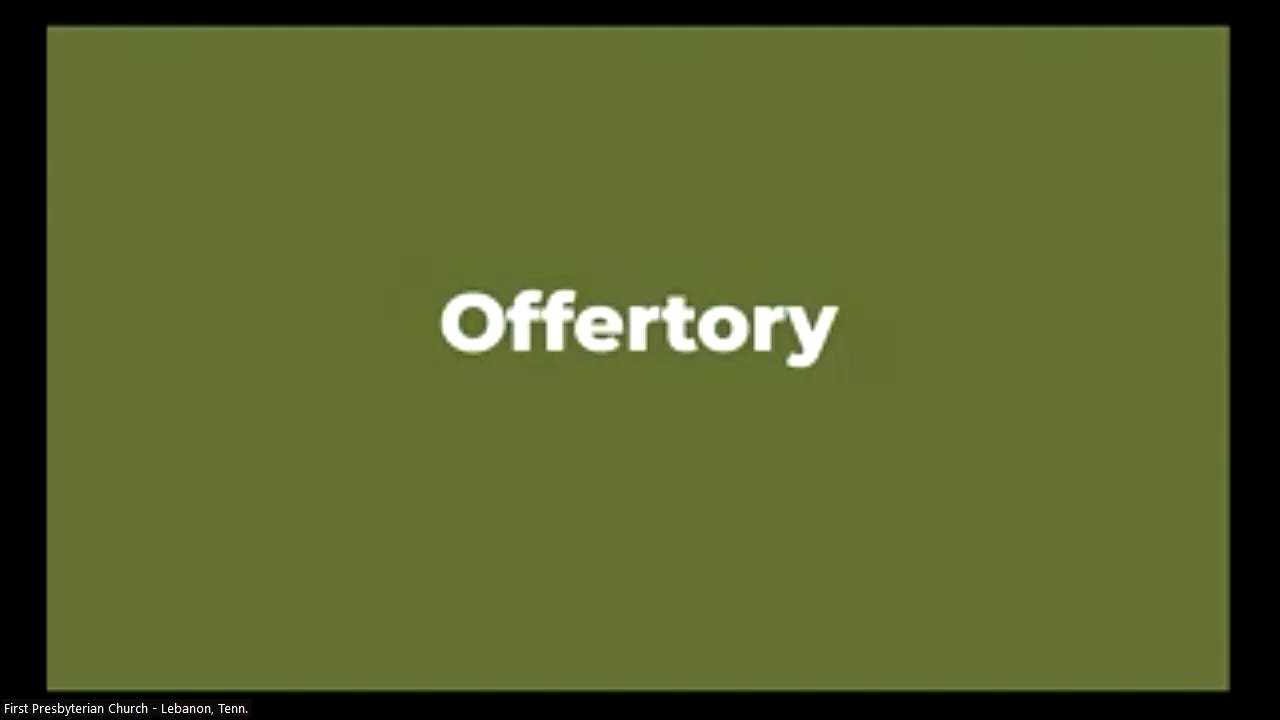 Offertory
First Presbyterian Church - Lebanon, Tenn.